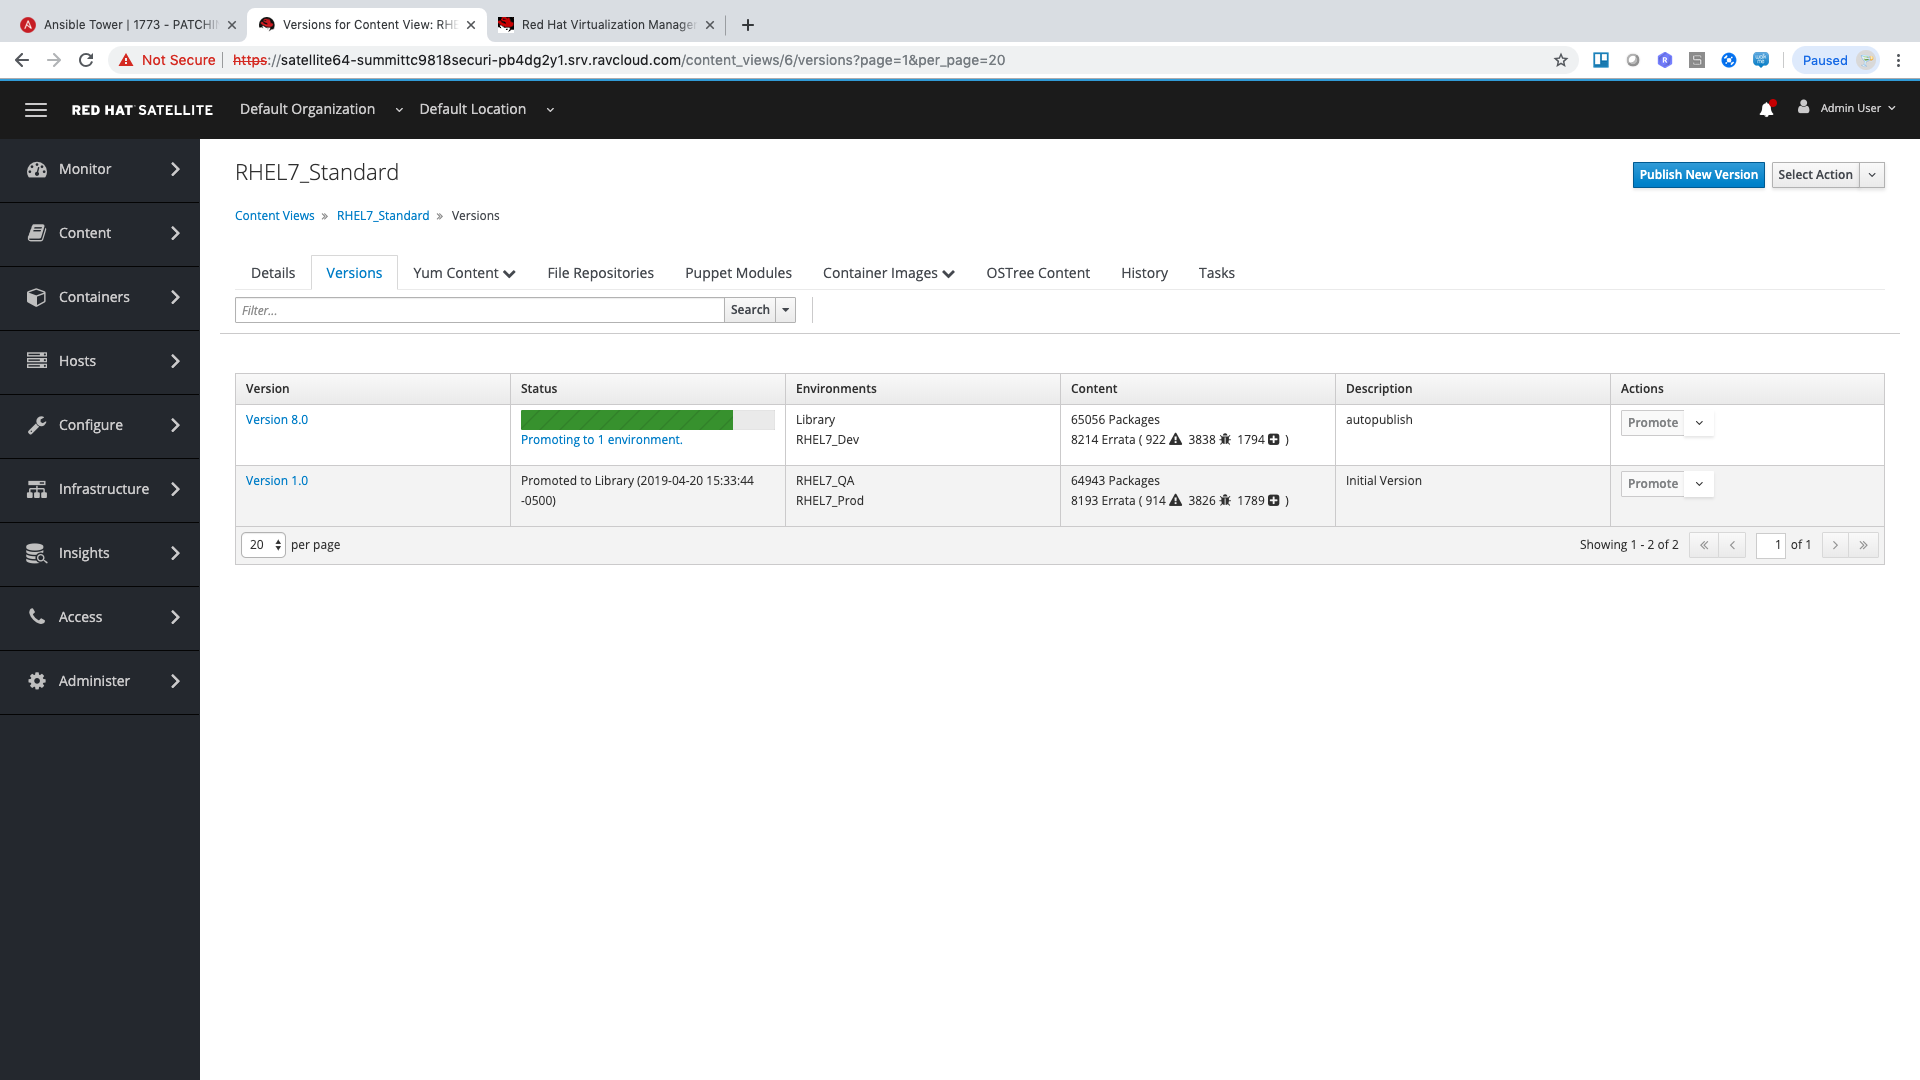 Ansible Tower | 1773 - PATCHI
Versions for Content View: RHE
Red Hat Virtualization Manage
Not Secure
https://satellite64-summittc9818securi-pb4dg2y1.srv.ravcloud.com/content_views/6/versions?page=1&per_page=20
Paused
RED HAT SATELLITE
Default Organization
Default Location
Admin User
Monitor
Content
Containers
Hosts
Configure
Infrastructure
Insights
Access
Administer
RHEL7_Standard
Publish New Version
Select Action
Content Views » RHEL7_Standard » Versions
Details
Versions
Yum Content
File Repositories
Puppet Modules
Container Images
OSTree Content
History
Tasks
Filter...
Search
Version
Status
Environments
Content
Description
Actions
Version 8.0
Promoting to 1 environment.
Library
RHEL7_Dev
65056 Packages
8214 Errata ( 922 3838 1794 )
autopublish
Promote
Version 1.0
Promoted to Library (2019-04-20 15:33:44
-0500)
RHEL7_QA
RHEL7_Prod
64943 Packages
8193 Errata ( 914 3826 1789 )
Initial Version
Promote
20 per page
Showing 1 - 2 of 2
1 of 1